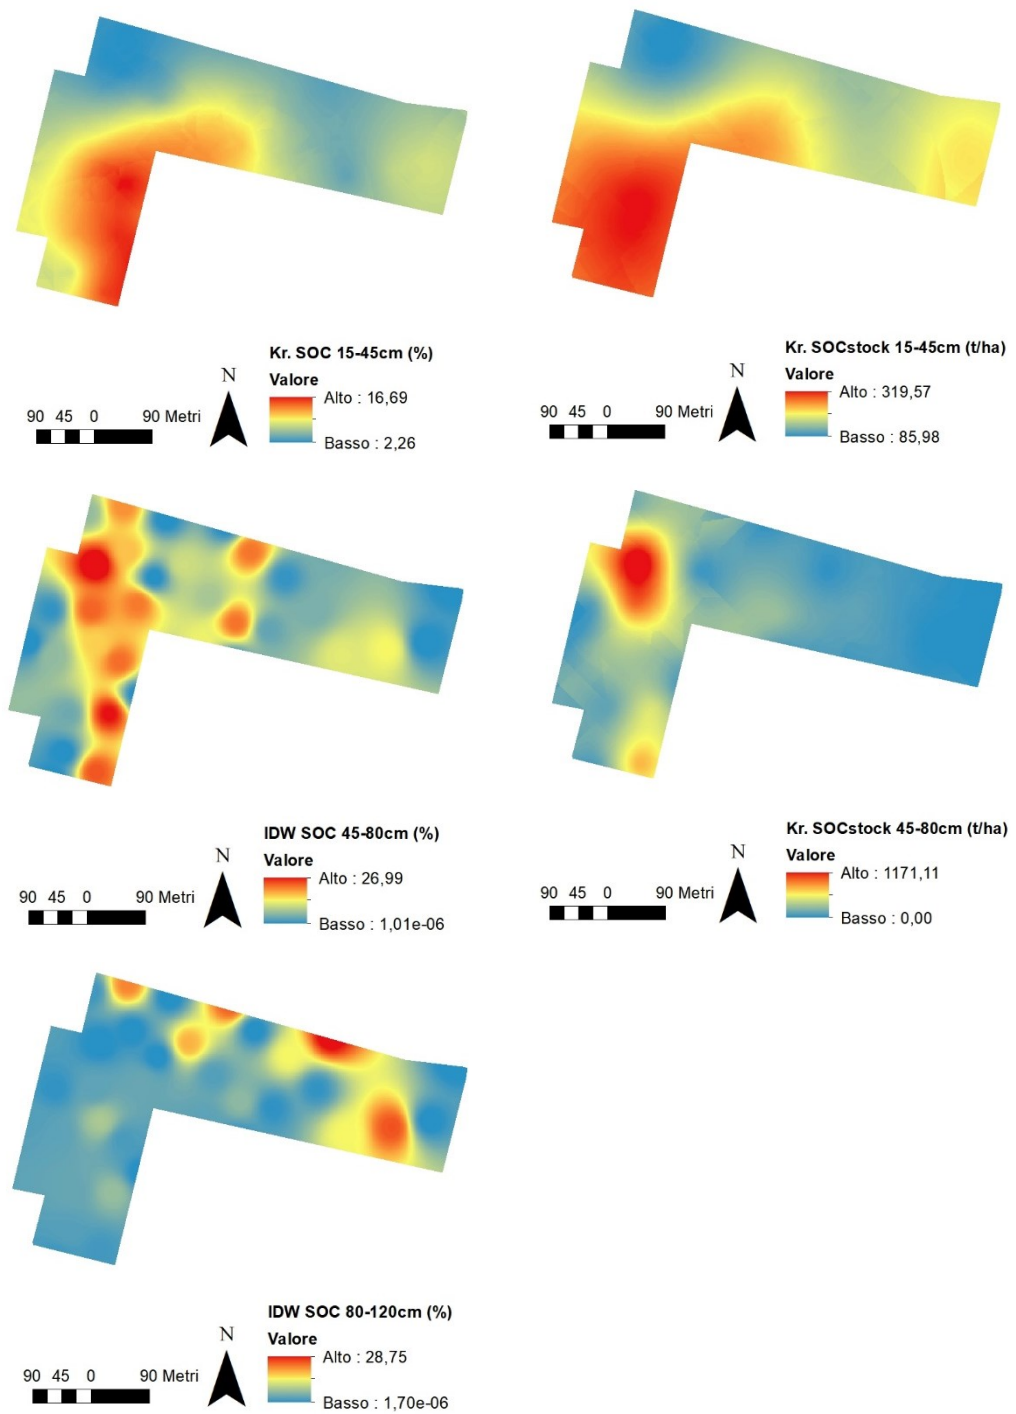 Kr. SOC 15-45cm (%)
Valore
Alto : 16,69
Basso : 2,26
N
90 45 0 90 Metri
Kr. SOCstock 15-45cm (t/ha)
Valore
Alto : 319,57
Basso : 85,98
N
90 45 0 90 Metri
IDW SOC 45-80cm (%)
Valore
Alto : 26,99
Basso : 1,01e-06
N
90 45 0 90 Metri
Kr. SOCstock 45-80cm (t/ha)
Valore
Alto : 1171,11
Basso : 0,00
N
90 45 0 90 Metri
IDW SOC 80-120cm (%)
Valore
Alto : 28,75
Basso : 1,70e-06
N
90 45 0 90 Metri